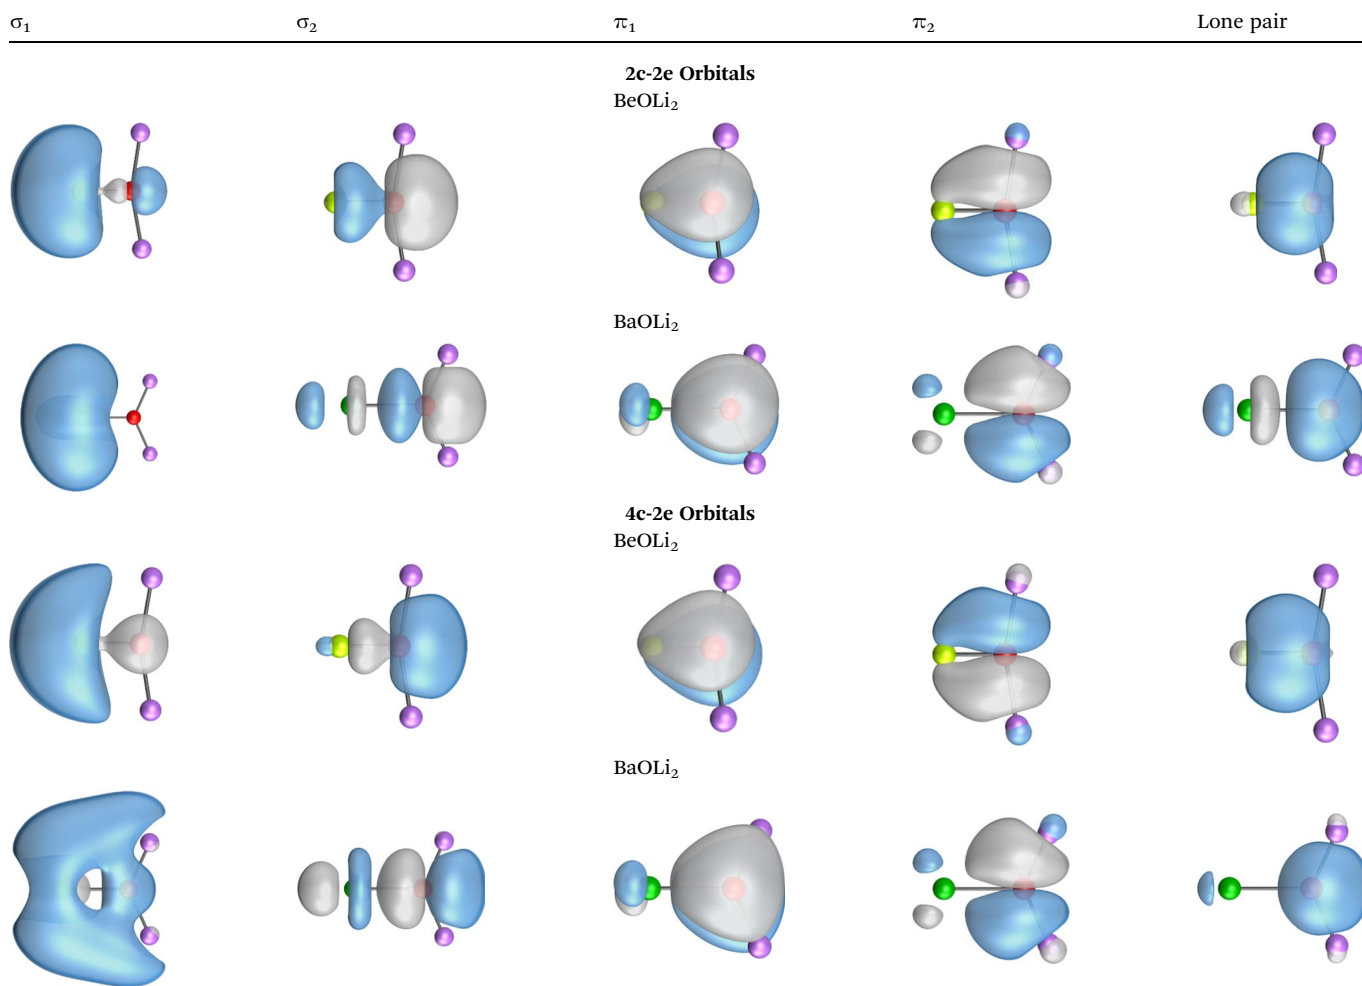 σ₁ σ₂ π₁ π₂ Lone pair
2c-2e Orbitals
BeOLi₂
BaOLi₂
4c-2e Orbitals
BeOLi₂
BaOLi₂